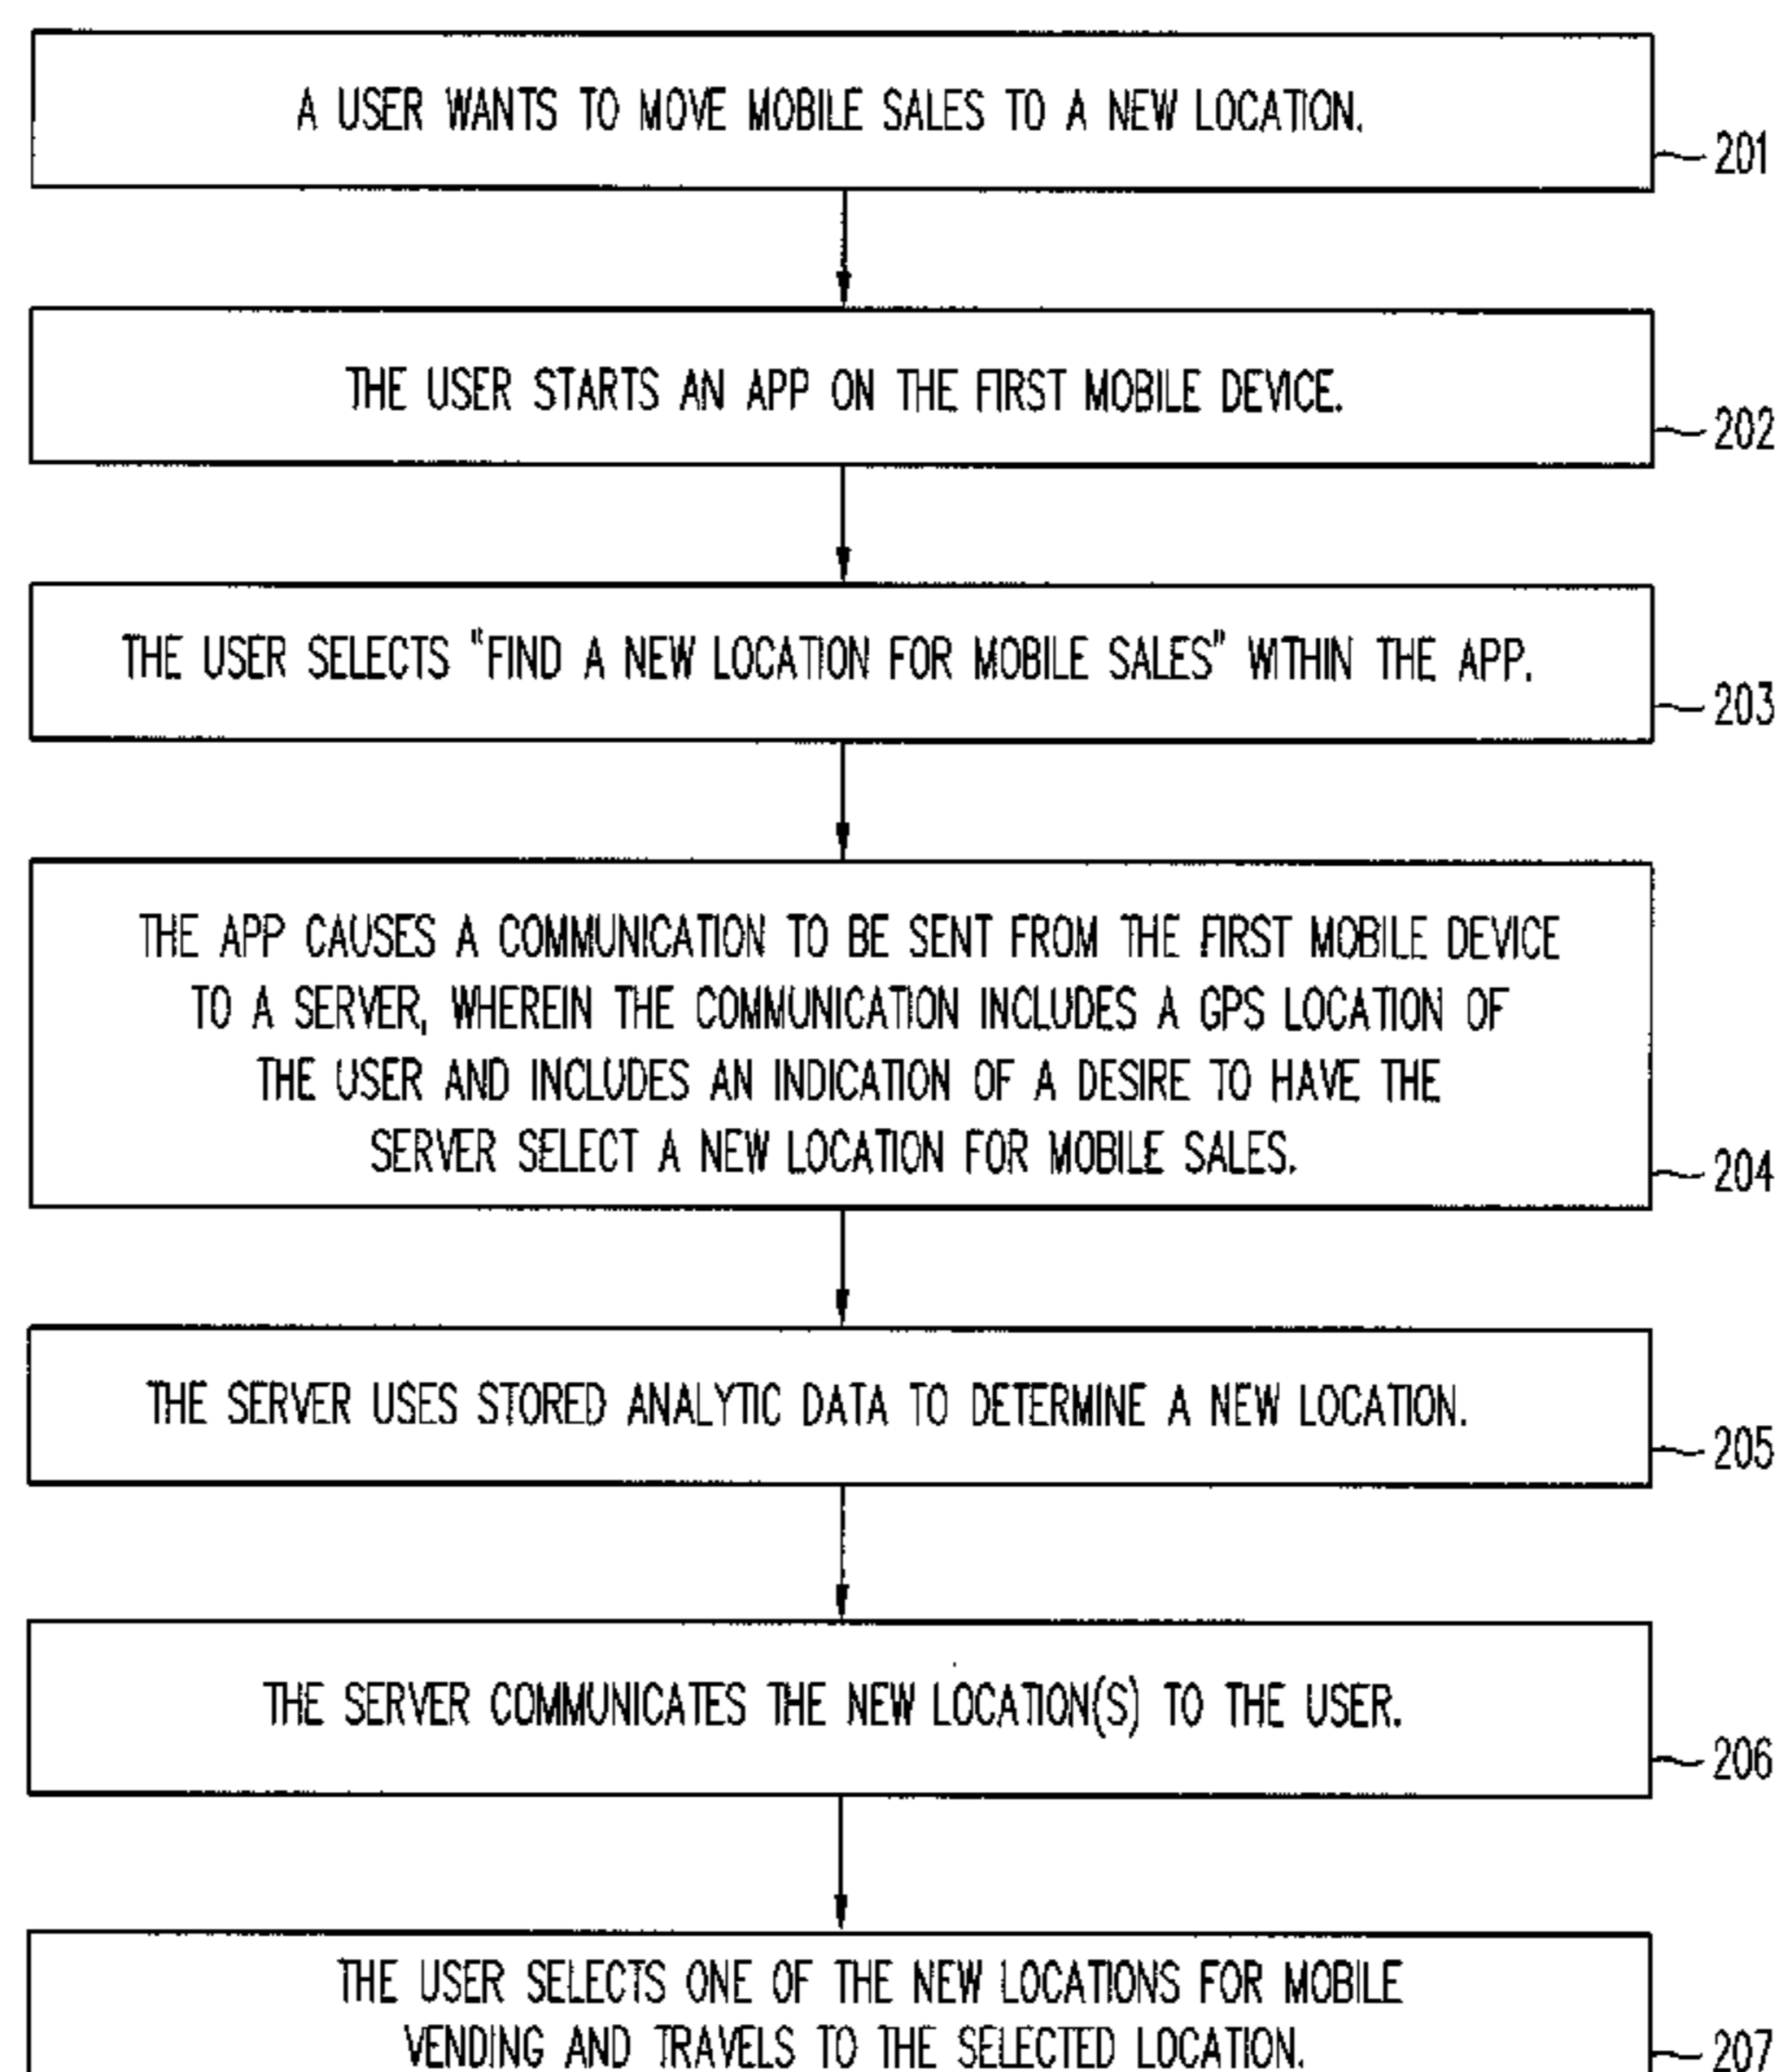 A USER WANTS TO MOVE MOBILE SALES TO A NEW LOCATION.
201
THE USER STARTS AN APP ON THE FIRST MOBILE DEVICE.
202
THE USER SELECTS "FIND A NEW LOCATION FOR MOBILE SALES" WITHIN THE APP.
203
THE APP CAUSES A COMMUNICATION TO BE SENT FROM THE FIRST MOBILE DEVICE
TO A SERVER, WHEREIN THE COMMUNICATION INCLUDES A GPS LOCATION OF
THE USER AND INCLUDES AN INDICATION OF A DESIRE TO HAVE THE
SERVER SELECT A NEW LOCATION FOR MOBILE SALES.
204
THE SERVER USES STORED ANALYTIC DATA TO DETERMINE A NEW LOCATION.
205
THE SERVER COMMUNICATES THE NEW LOCATION(S) TO THE USER.
206
THE USER SELECTS ONE OF THE NEW LOCATIONS FOR MOBILE
VENDING AND TRAVELS TO THE SELECTED LOCATION.
207